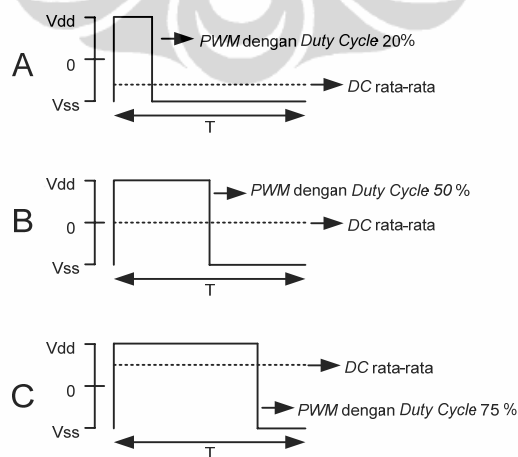 Vdd
PWM dengan Duty Cycle 20%
A
0
DC rata-rata
Vss
T
Vdd
PWM dengan Duty Cycle 50 %
B
0
DC rata-rata
Vss
T
Vdd
DC rata-rata
0
C
PWM dengan Duty Cycle 75 %
Vss
T